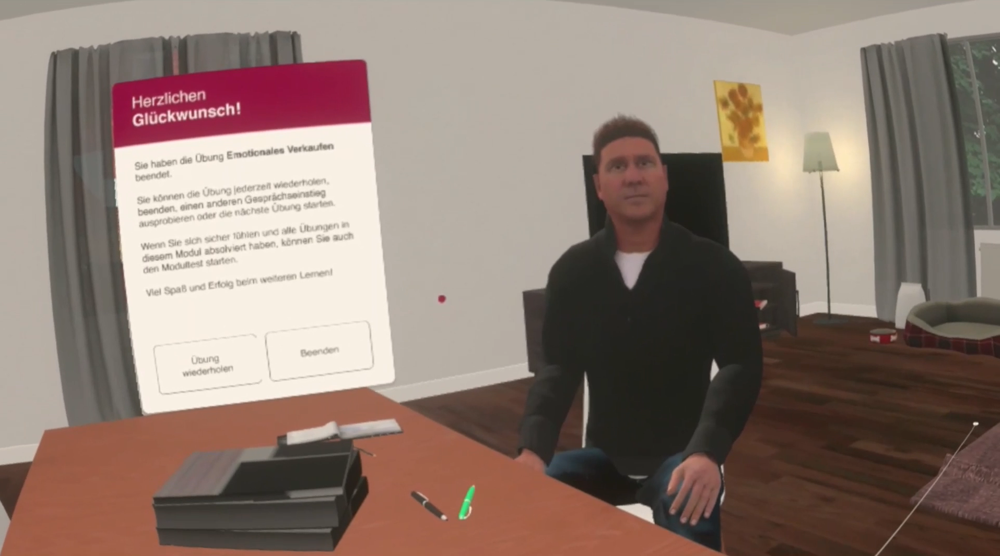 Herzlichen
Glückwunsch!
Sie haben die Übung Emotionales Verkaufen
beendet.
Sie können die Übung jederzeit wiederholen,
beenden, einen anderen Gesprächseinstieg
ausprobieren oder die nächste Übung starten.
Wenn Sie sich sicher fühlen und alle Übungen in
diesem Modul absolviert haben, können Sie auch
den Modultest starten.
Viel Spaß und Erfolg beim weiteren Lernen!
Übung
wiederholen
Beenden